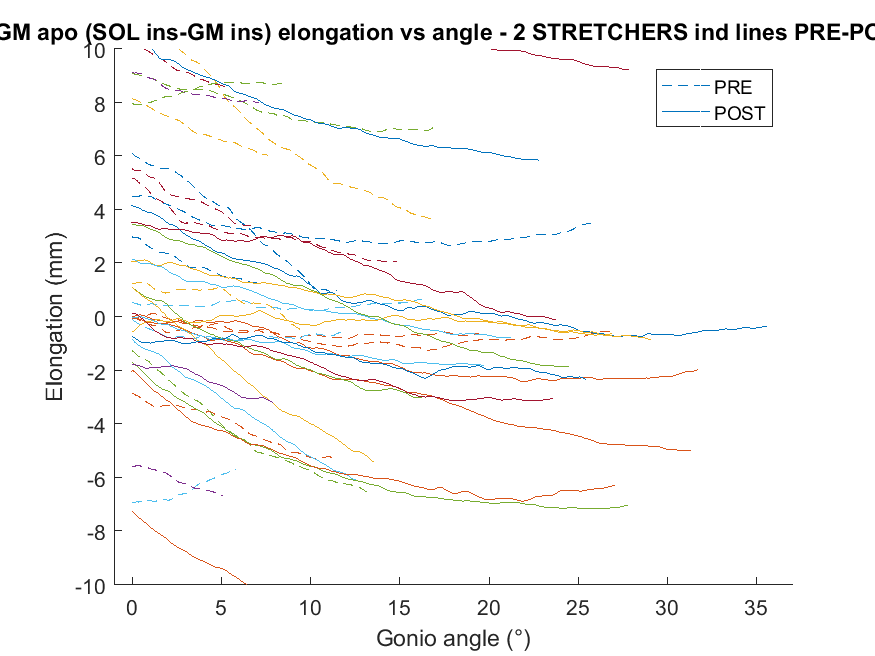 GM apo (SOL ins-GM ins) elongation vs angle - 2 STRETCHERS ind lines PRE-PO
10
8
6
4
2
0
-2
-4
-6
-8
-10
Elongation (mm)
PRE
POST
0 5 10 15 20 25 30 35
Gonio angle (°)